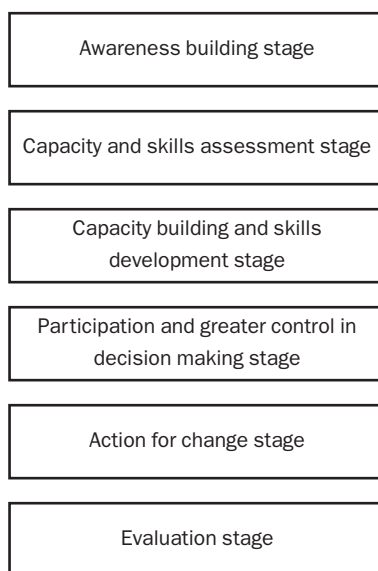 Awareness building stage
Capacity and skills assessment stage
Capacity building and skills
development stage
Participation and greater control in
decision making stage
Action for change stage
Evaluation stage